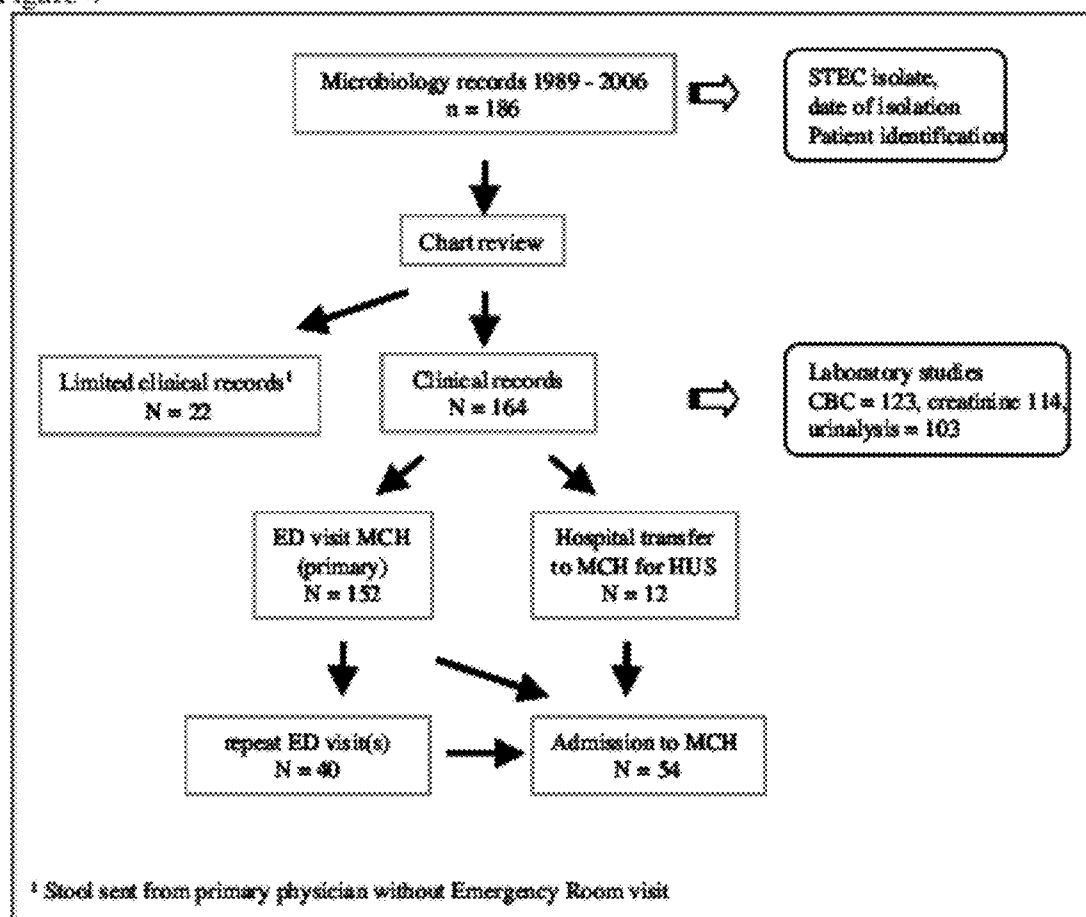 Figure
Microbiology records 1989 - 2006
n = 186
STEC isolate,
date of isolation
Patient identification
Chart review
Limited clinical records¹
N = 22
Clinical records
N = 164
Laboratory studies
CBC = 123, creatinine 114,
urinalysis = 103
ED visit MCH
(primary)
N = 152
Hospital transfer
to MCH for HUS
N = 12
repeat ED visit(s)
N = 40
Admission to MCH
N = 54
¹ Stool sent from primary physician without Emergency Room visit